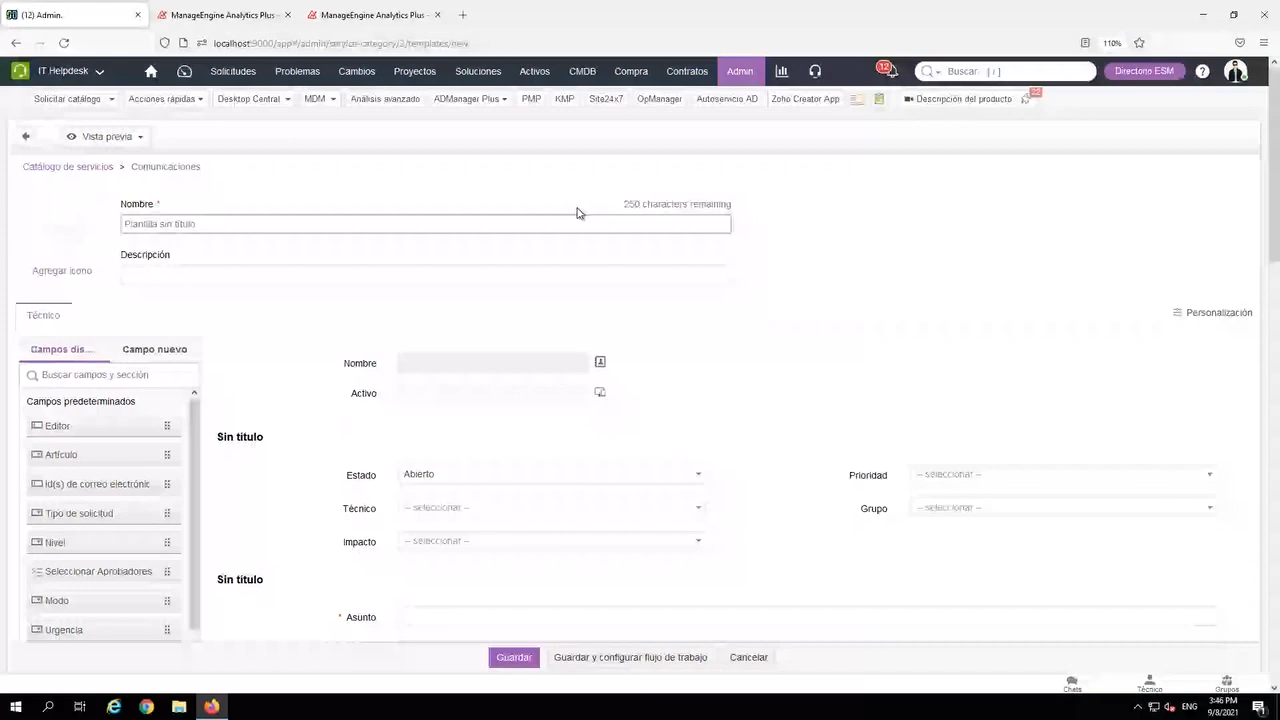 (12) Admin.
ManageEngine Analytics Plus
ManageEngine Analytics Plus
localhost:9000/app#/admin/service-category/2/templates/new
110%
IT Helpdesk
Solicitud
Problemas
Cambios
Proyectos
Soluciones
Activos
CMDB
Compra
Contratos
Admin
12
Buscar [ / ]
Directorio ESM
Solicitar catálogo
Acciones rápidas
Desktop Central
MDM
Análisis avanzado
ADManager Plus
PMP
KMP
Site24x7
OpManager
Autoservicio AD
Zoho Creator App
Descripción del producto
22
Vista previa
Catálogo de servicios > Comunicaciones
Nombre *
250 characters remaining
Plantilla sin título
Descripción
Agregar icono
Técnico
Personalización
Campos dis...
Campo nuevo
Buscar campos y sección
Campos predeterminados
Editor
Artículo
Id(s) de correo electrónic
Tipo de solicitud
Nivel
Seleccionar Aprobadores
Modo
Urgencia
Nombre
Activo
Sin titulo
Estado
Abierto
Prioridad
-- seleccionar --
Técnico
-- seleccionar --
Grupo
-- seleccionar --
Impacto
-- seleccionar --
Sin titulo
* Asunto
Guardar
Guardar y configurar flujo de trabajo
Cancelar
Chats
Técnico
Grupos
ENG
3:46 PM
9/8/2021